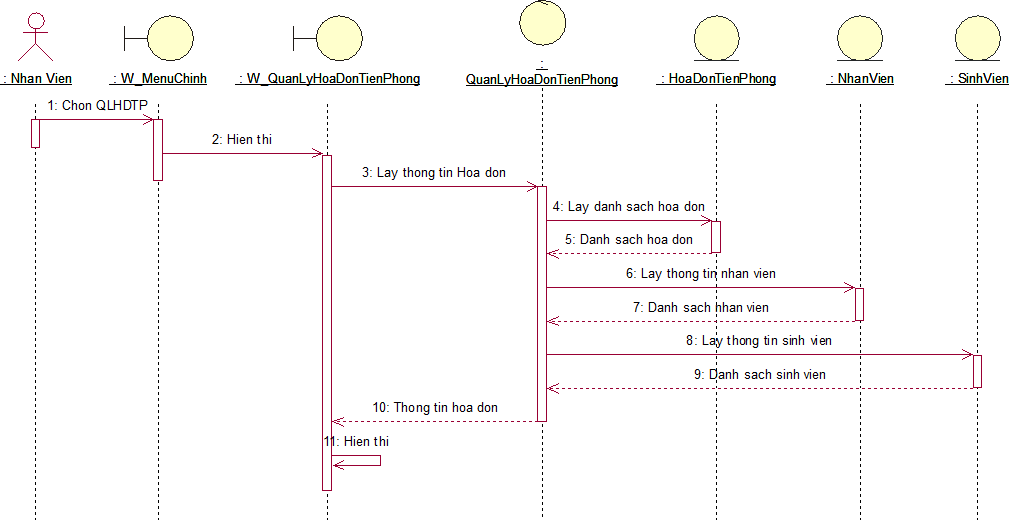 : Nhan Vien
: W_MenuChinh
: W_QuanLyHoaDonTienPhong
:
QuanLyHoaDonTienPhong
: HoaDonTienPhong
: NhanVien
: SinhVien
1: Chon QLHDTP
2: Hien thi
3: Lay thong tin Hoa don
4: Lay danh sach hoa don
5: Danh sach hoa don
6: Lay thong tin nhan vien
7: Danh sach nhan vien
8: Lay thong tin sinh vien
9: Danh sach sinh vien
10: Thong tin hoa don
11: Hien thi